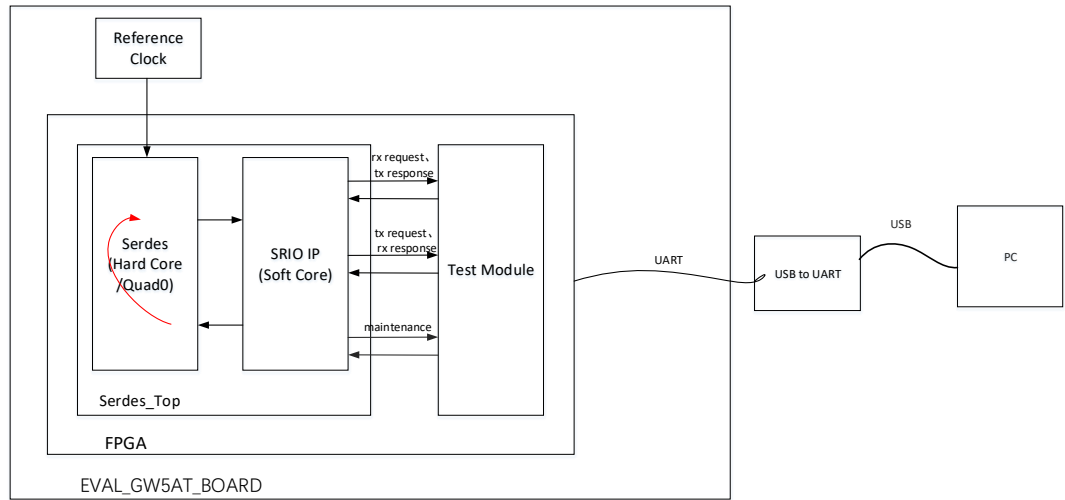 Reference
Clock
rx request、
tx response
Serdes
(Hard Core
/Quad0)
SRIO IP
(Soft Core)
tx request、
rx response
Test Module
maintenance
UART
USB to UART
USB
PC
Serdes_Top
FPGA
EVAL_GW5AT_BOARD